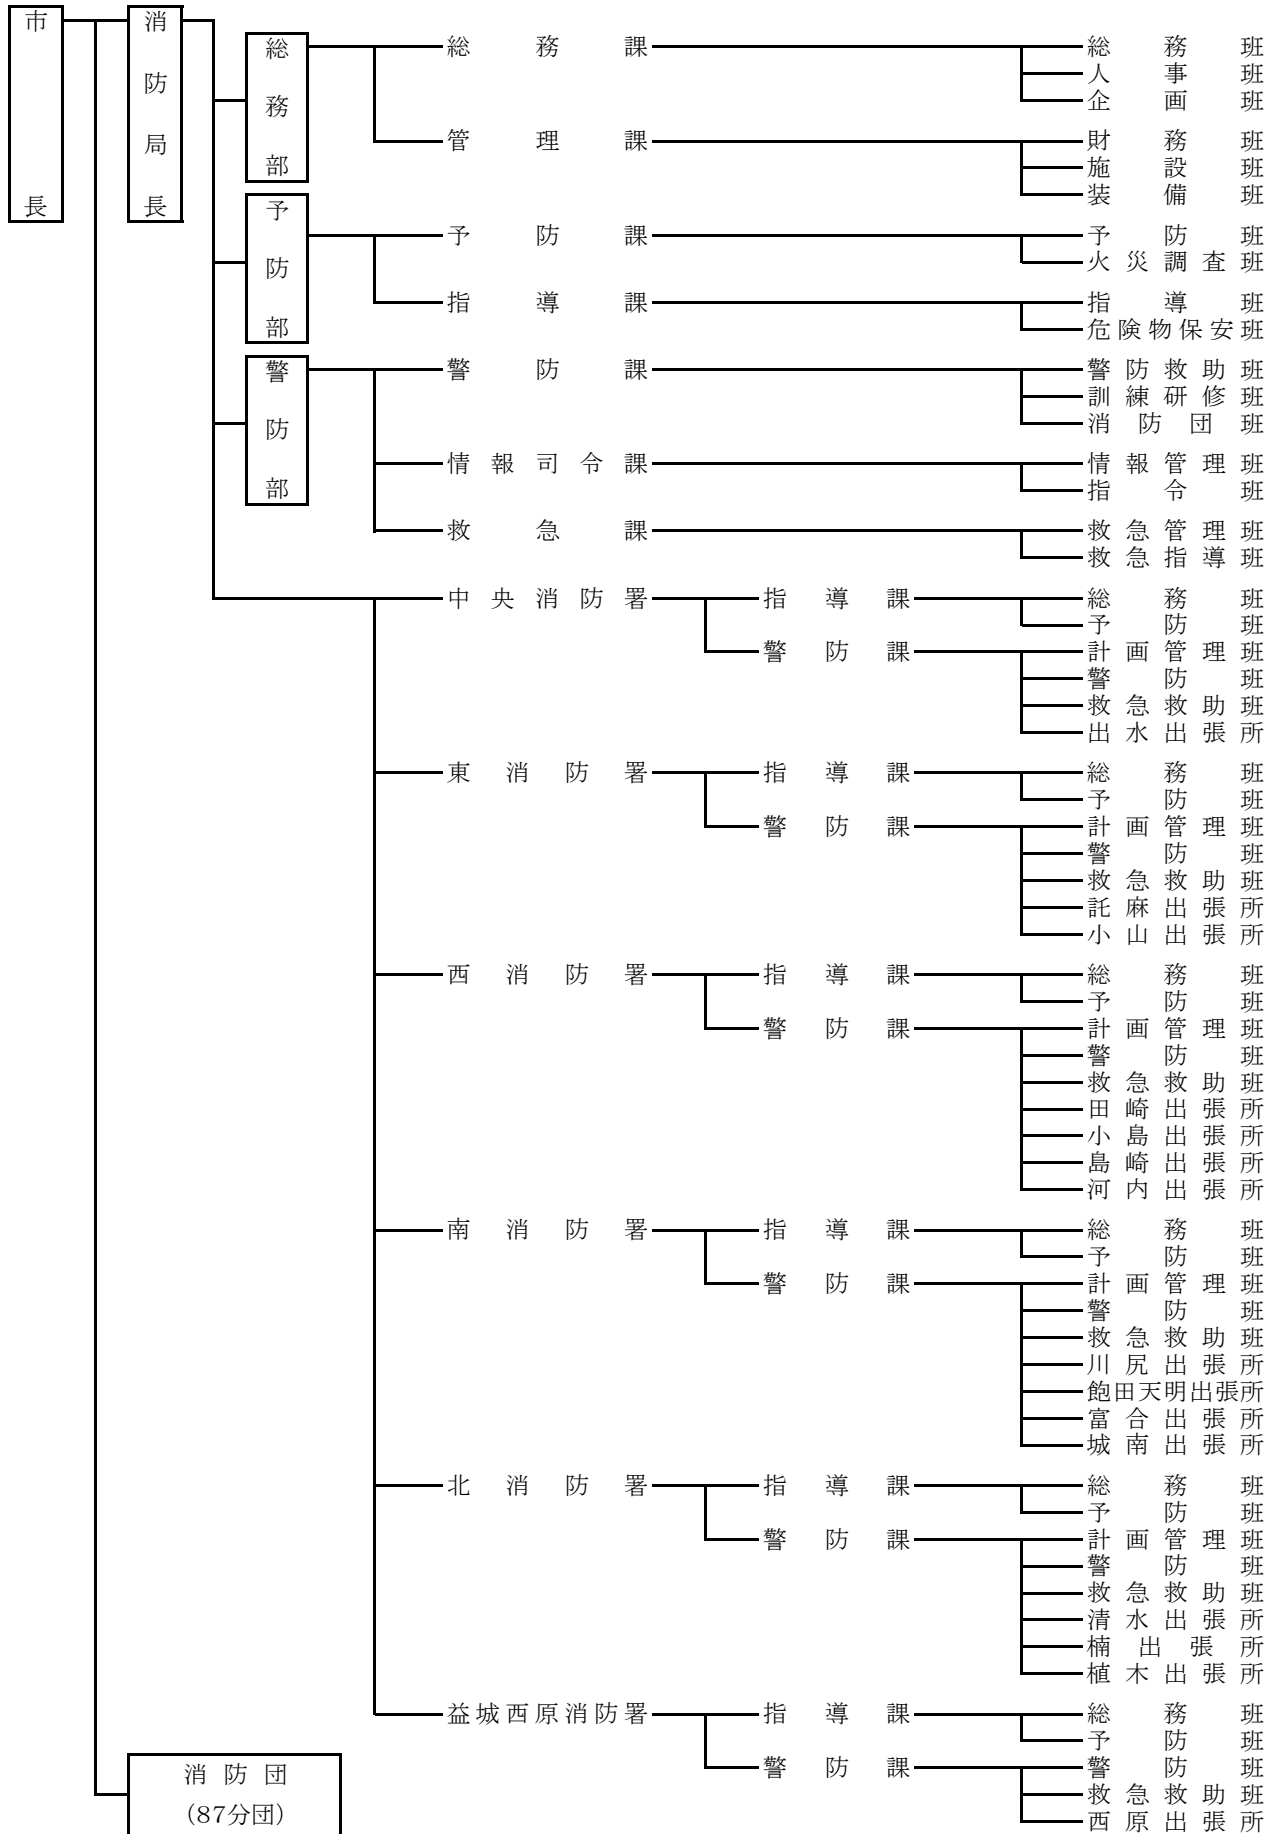 市長
消防局長
総務部
総務課 総務班
人事班
企画班
管理課 財務班
施設班
装備班
予防部
予防課 予防班
火災調査班
指導課 指導班
危険物保安班
警防部
警防課 警防救助班
訓練研修班
消防団班
情報司令課 情報管理班
指令班
救急課 救急管理班
救急指導班
中央消防署 指導課 総務班
予防班
警防課 計画管理班
警防班
救急救助班
出水出張所
東消防署 指導課 総務班
予防班
警防課 計画管理班
警防班
救急救助班
託麻出張所
小山出張所
西消防署 指導課 総務班
予防班
警防課 計画管理班
警防班
救急救助班
田崎出張所
小島出張所
島崎出張所
河内出張所
南消防署 指導課 総務班
予防班
警防課 計画管理班
警防班
救急救助班
川尻出張所
飽田天明出張所
富合出張所
城南出張所
北消防署 指導課 総務班
予防班
警防課 計画管理班
警防班
救急救助班
清水出張所
楠出張所
植木出張所
益城西原消防署 指導課 総務班
予防班
警防課 警防班
救急救助班
西原出張所
消防団
(87分団)